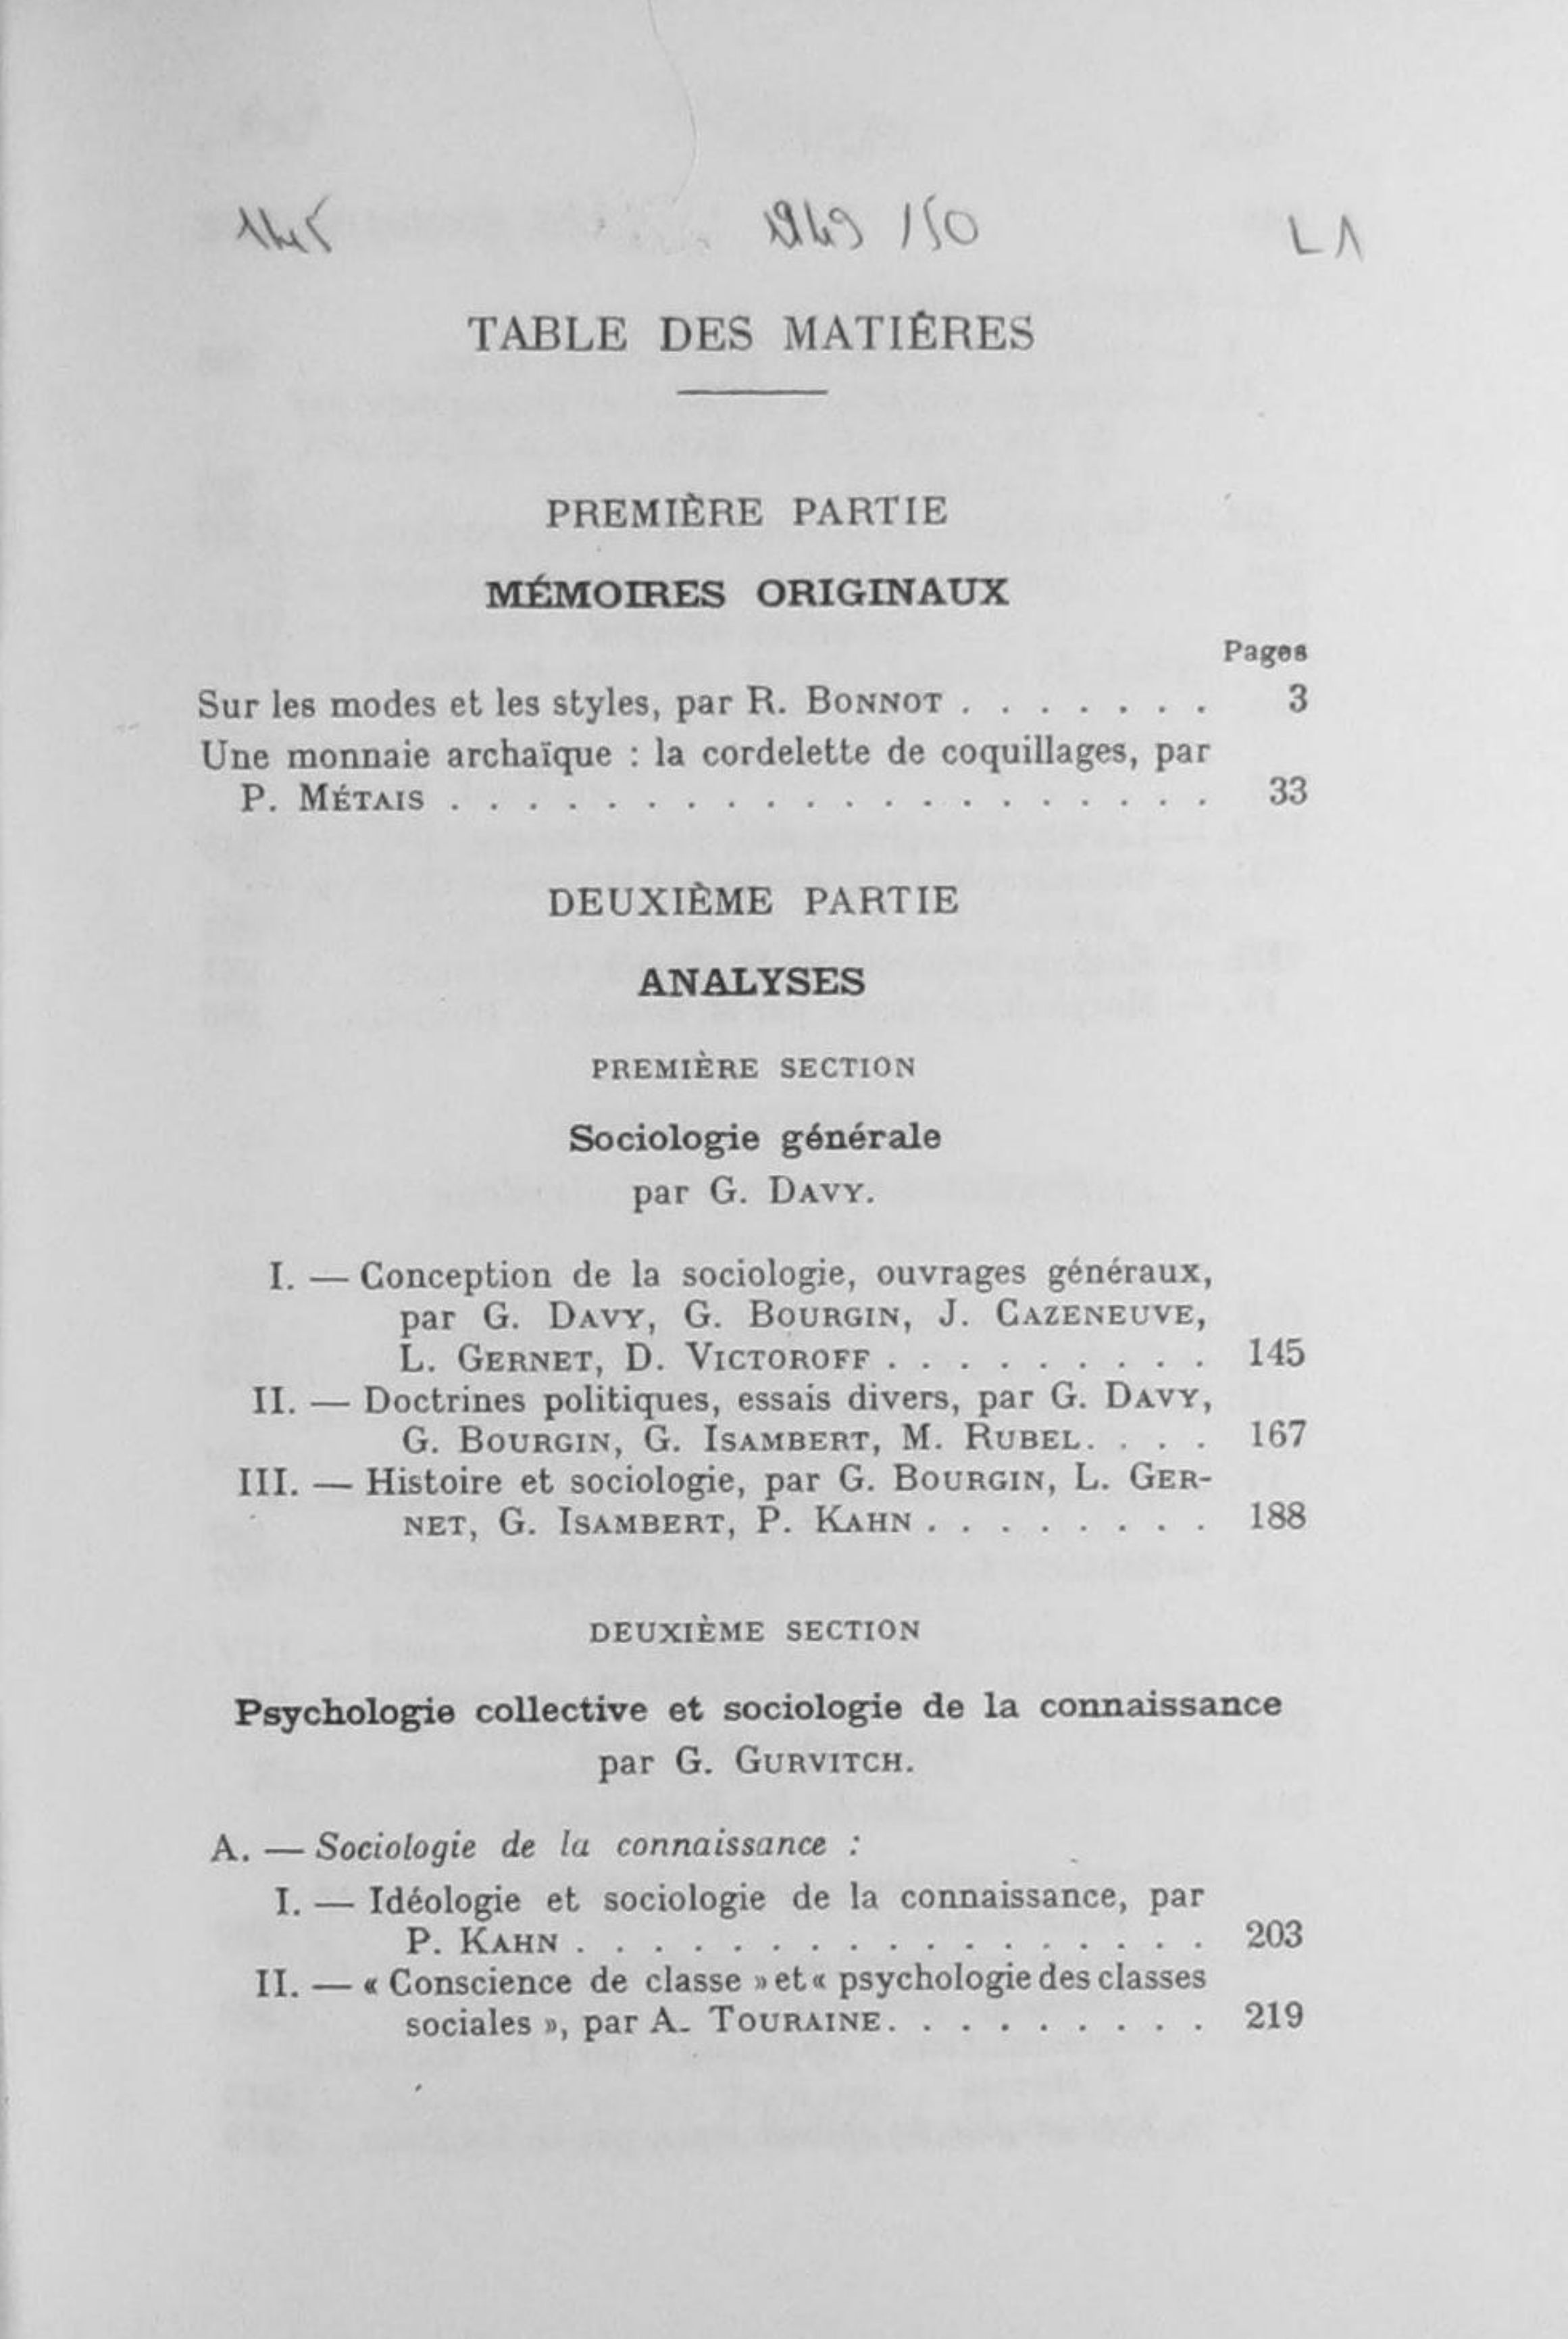 1949/50
L1
TABLE DES MATIÈRES
PREMIÈRE PARTIE
MÉMOIRES ORIGINAUX
Pages
Sur les modes et les styles, par R. BONNOT . . . . . . . 3
Une monnaie archaïque : la cordelette de coquillages, par
P. MÉTAIS . . . . . . . . . . . . . . . . . . . . 33
DEUXIÈME PARTIE
ANALYSES
PREMIÈRE SECTION
Sociologie générale
par G. DAVY.
I. — Conception de la sociologie, ouvrages généraux,
par G. DAVY, G. BOURGIN, J. CAZENEUVE,
L. GERNET, D. VICTOROFF . . . . . . . . . 145
II. — Doctrines politiques, essais divers, par G. DAVY,
G. BOURGIN, G. ISAMBERT, M. RUBEL. . . . 167
III. — Histoire et sociologie, par G. BOURGIN, L. GER-
NET, G. ISAMBERT, P. KAHN . . . . . . . . 188
DEUXIÈME SECTION
Psychologie collective et sociologie de la connaissance
par G. GURVITCH.
A. — Sociologie de la connaissance :
I. — Idéologie et sociologie de la connaissance, par
P. KAHN . . . . . . . . . . . . . . . . . 203
II. — « Conscience de classe » et « psychologie des classes
sociales », par A. TOURAINE. . . . . . . . . 219